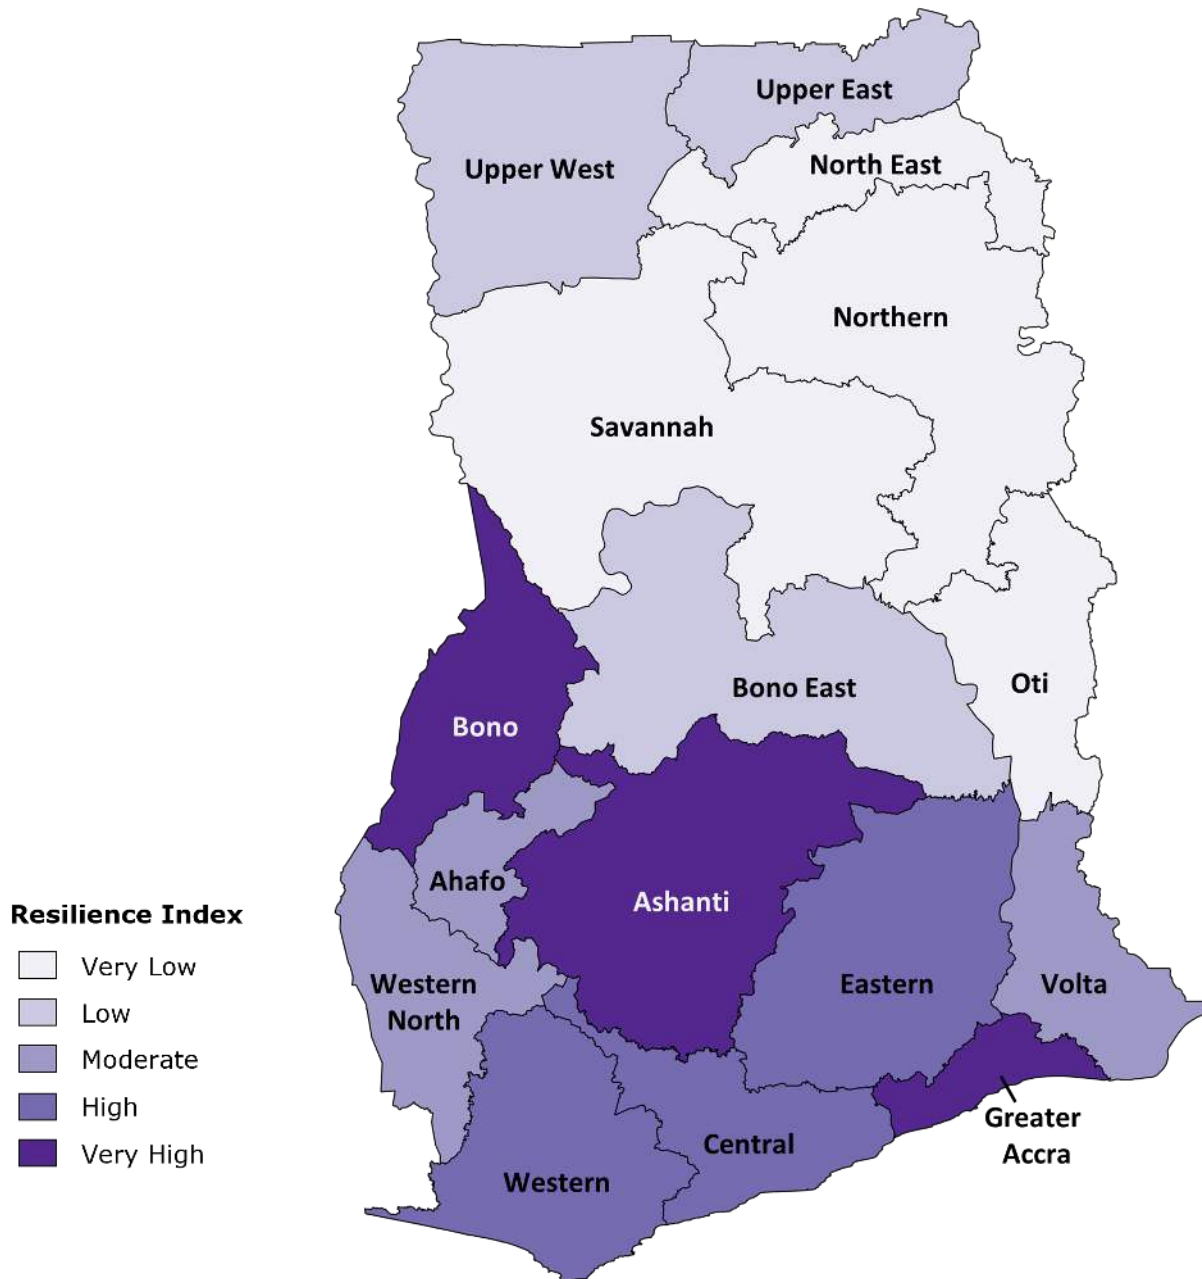 Upper East
Upper West
North East
Northern
Savannah
Bono East
Oti
Bono
Ahafo
Ashanti
Western
North
Eastern
Volta
Greater
Accra
Central
Western
Resilience Index
Very Low
Low
Moderate
High
Very High